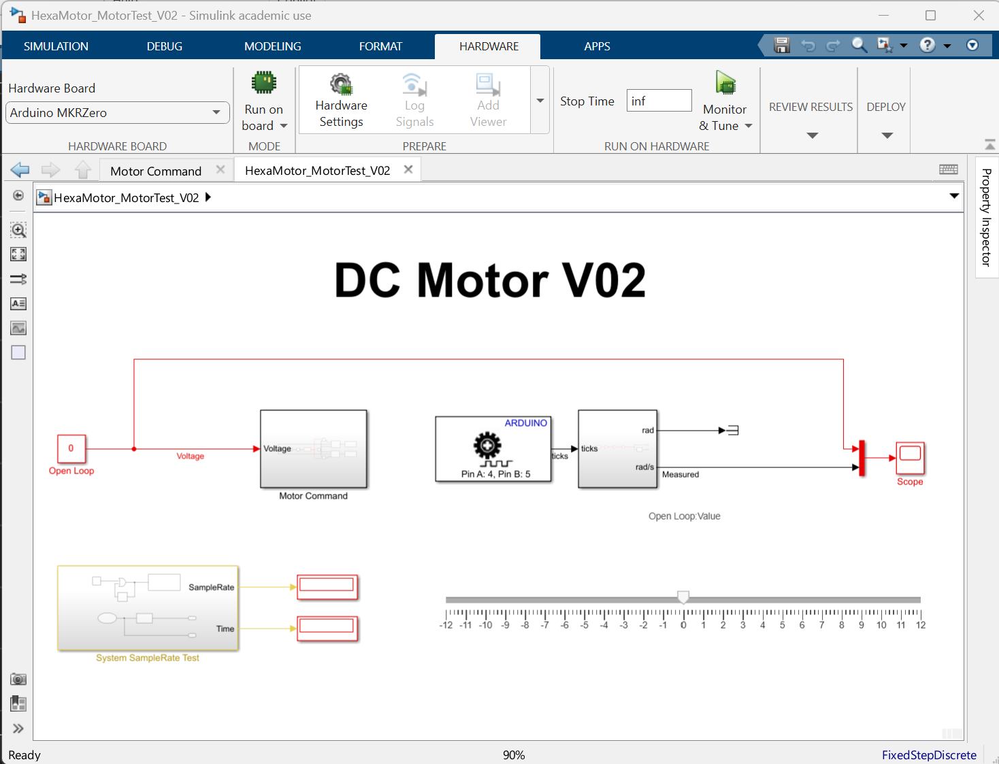 HexaMotor_MotorTest_V02 - Simulink academic use
SIMULATION
DEBUG
MODELING
FORMAT
HARDWARE
APPS
Hardware Board
Arduino MKRZero
HARDWARE BOARD
Run on
board
MODE
Hardware
Settings
Log
Signals
Add
Viewer
PREPARE
Stop Time
inf
Monitor
& Tune
RUN ON HARDWARE
REVIEW RESULTS
DEPLOY
Motor Command
HexaMotor_MotorTest_V02
HexaMotor_MotorTest_V02
Property Inspector
DC Motor V02
0
Open Loop
Voltage
Voltage
Motor Command
ARDUINO
Pin A: 4, Pin B: 5
ticks
ticks
rad
rad/s
Measured
Scope
Open Loop:Value
SampleRate
Time
System SampleRate Test
-12 -11 -10 -9 -8 -7 -6 -5 -4 -3 -2 -1 0 1 2 3 4 5 6 7 8 9 10 11 12
Ready
90%
FixedStepDiscrete